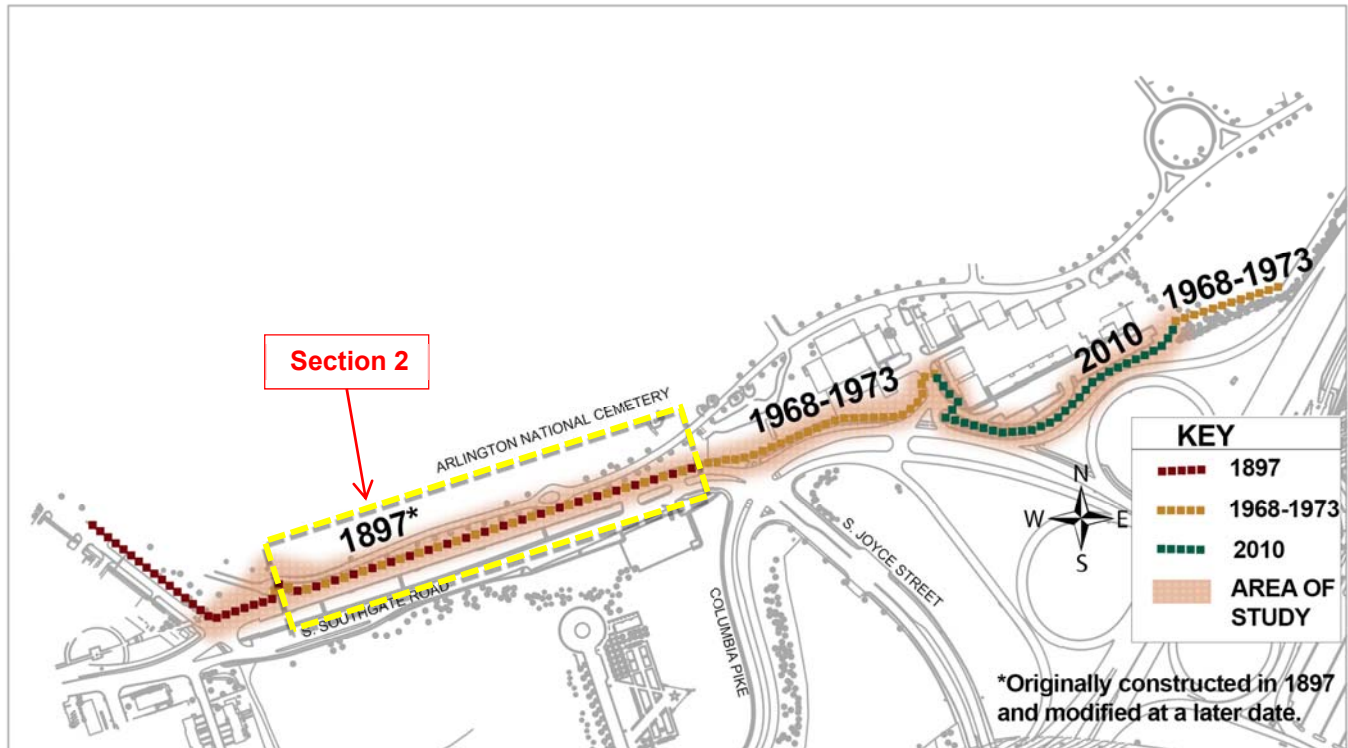 1968-1973
2010
Section 2
1968-1973
ARLINGTON NATIONAL CEMETERY
1897*
S. SOUTHGATE ROAD
COLUMBIA PIKE
S. JOYCE STREET
N
W E
S
KEY
1897
1968-1973
2010
AREA OF
STUDY
*Originally constructed in 1897
and modified at a later date.